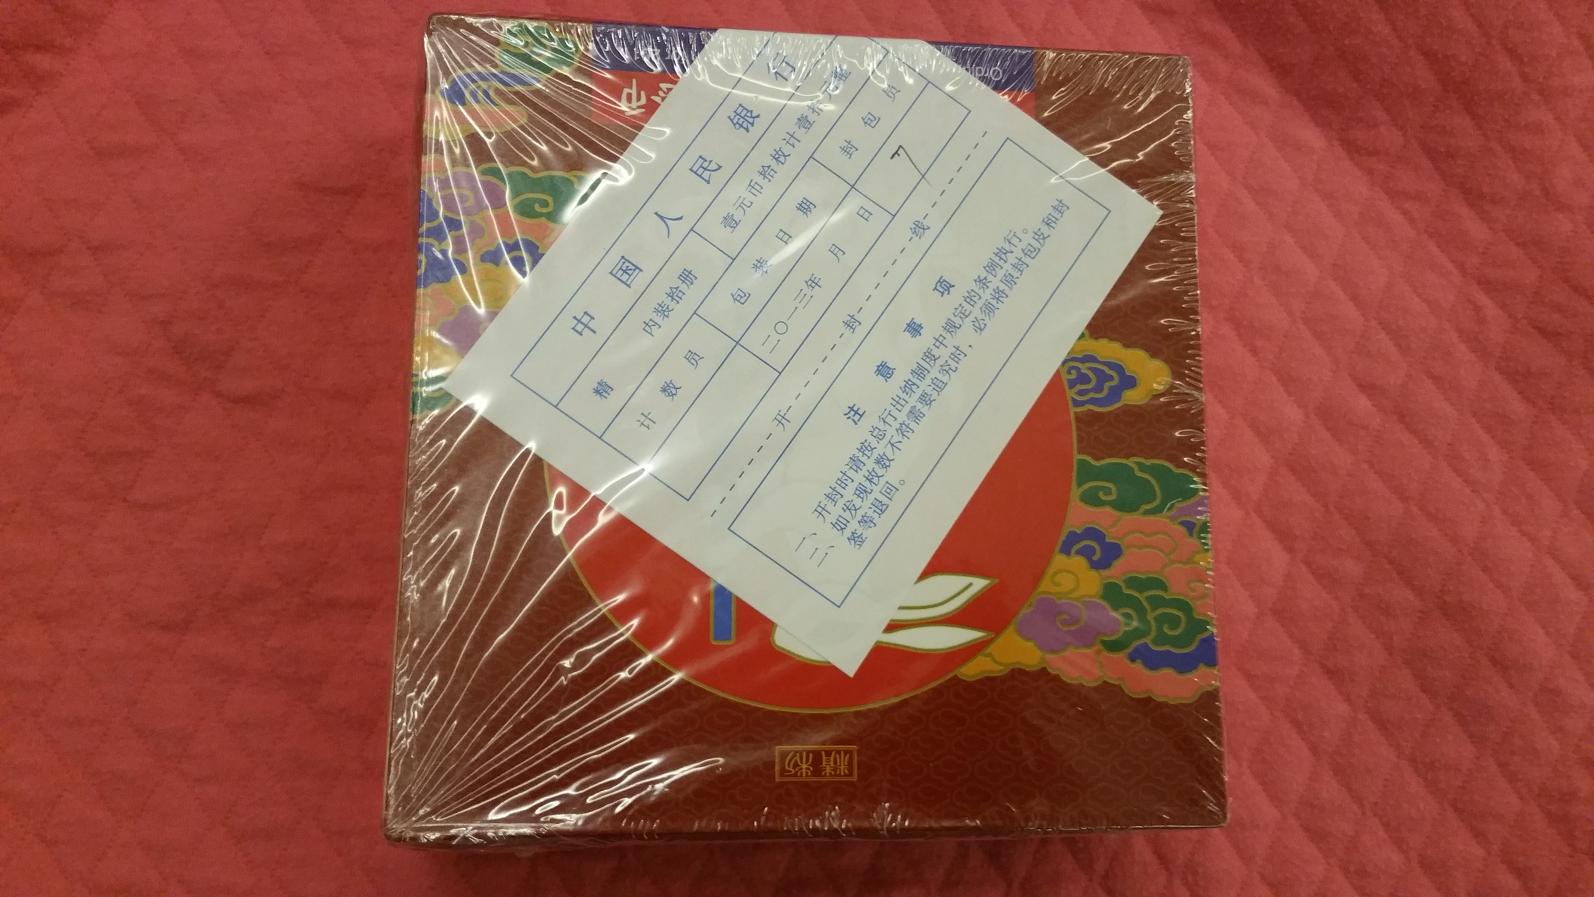 中国人民银行
精
内装拾册
壹元币拾枚计壹拾元整
计数员
包装日期
封包员
二〇一三年 月 日
7
开 封 线
注意事项
一、开封时请按总行出纳制度中规定的条例执行。
二、如发现枚数不符需要追究时，必须将原封包皮和封
签等退回。
Ordin
币